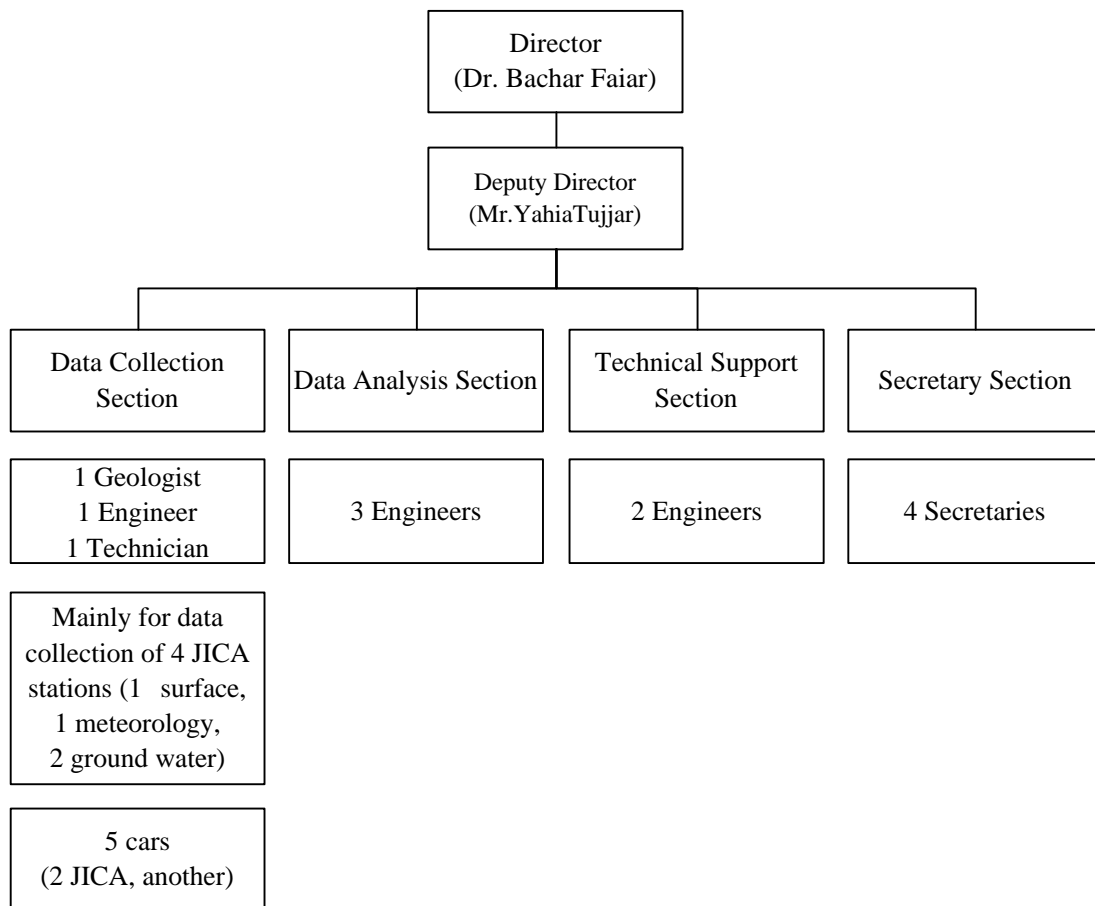 Director
(Dr. Bachar Faiar)
Deputy Director
(Mr.YahiaTujjar)
Data Collection
Section
Data Analysis Section
Technical Support
Section
Secretary Section
1 Geologist
1 Engineer
1 Technician
3 Engineers
2 Engineers
4 Secretaries
Mainly for data
collection of 4 JICA
stations (1 surface,
1 meteorology,
2 ground water)
5 cars
(2 JICA, another)